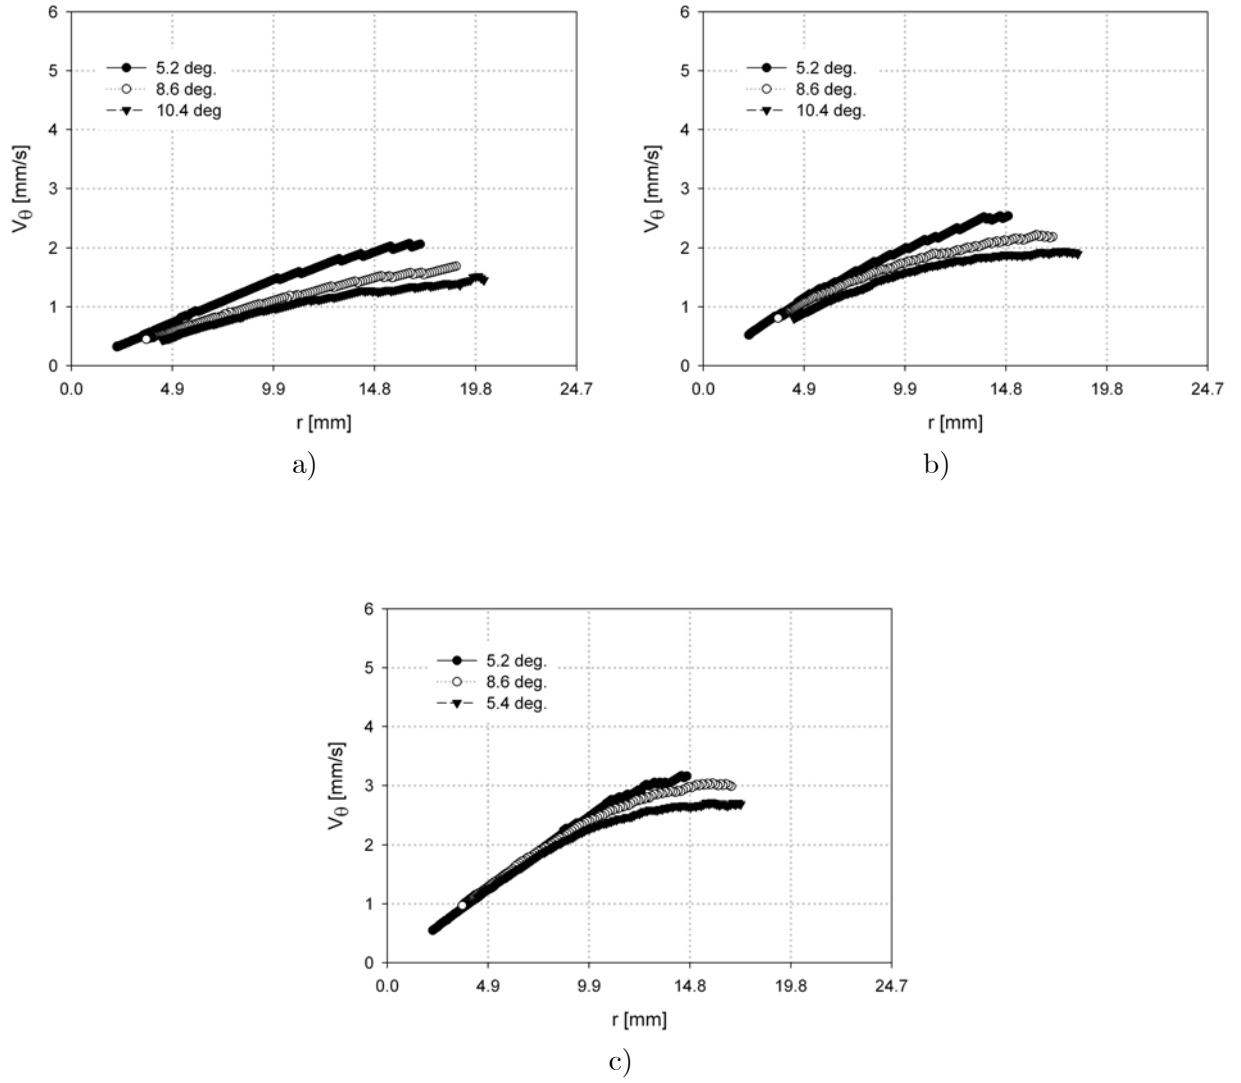 6
5
4
3
2
1
0
Vθ [mm/s]
5.2 deg.
8.6 deg.
10.4 deg
0.0 4.9 9.9 14.8 19.8 24.7
r [mm]
a)
6
5
4
3
2
1
0
Vθ [mm/s]
5.2 deg.
8.6 deg.
10.4 deg.
0.0 4.9 9.9 14.8 19.8 24.7
r [mm]
b)
6
5
4
3
2
1
0
Vθ [mm/s]
5.2 deg.
8.6 deg.
5.4 deg.
0.0 4.9 9.9 14.8 19.8 24.7
r [mm]
c)